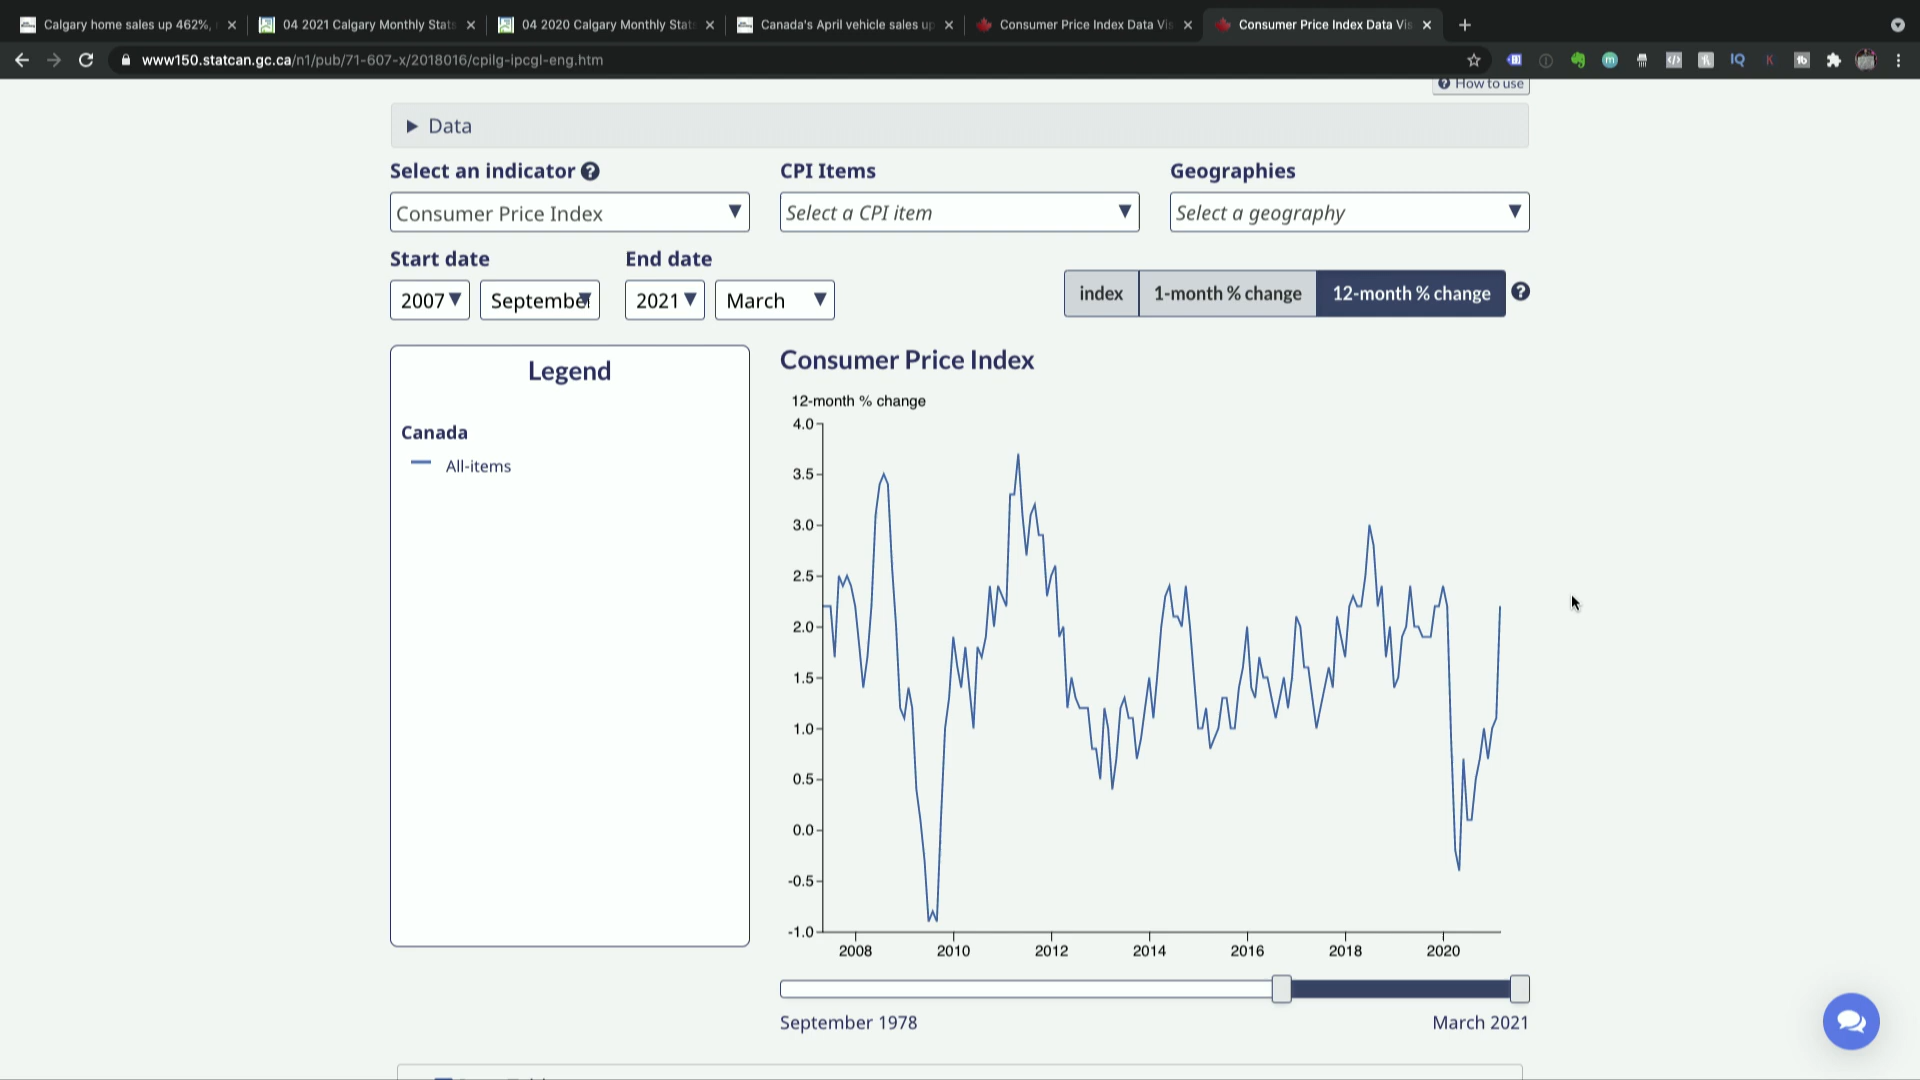 Calgary home sales up 462%,
04 2021 Calgary Monthly Stats
04 2020 Calgary Monthly Stat
Canada's April vehicle sales up
Consumer Price Index Data Vis
Consumer Price Index Data Vis
www150.statcan.gc.ca/n1/pub/71-607-x/2018016/cpilg-ipcgl-eng.htm
How to use
Data
Select an indicator
CPI Items
Geographies
Consumer Price Index
Select a CPI item
Select a geography
Start date
End date
2007
September
2021
March
index
1-month % change
12-month % change
Legend
Canada
All-items
Consumer Price Index
12-month % change
4.0
3.5
3.0
2.5
2.0
1.5
1.0
0.5
0.0
-0.5
-1.0
2008 2010 2012 2014 2016 2018 2020
September 1978
March 2021